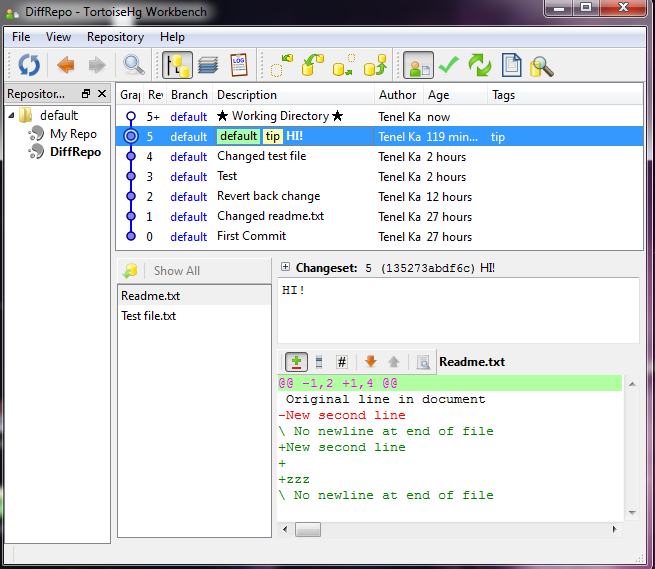 DiffRepo - TortoiseHg Workbench
File View Repository Help
Repositor...
default
My Repo
DiffRepo
Grap Rev Branch Description Author Age Tags
5+ default ★ Working Directory ★ Tenel Ka now
5 default default tip HI! Tenel Ka 119 min... tip
4 default Changed test file Tenel Ka 2 hours
3 default Test Tenel Ka 2 hours
2 default Revert back change Tenel Ka 12 hours
1 default Changed readme.txt Tenel Ka 27 hours
0 default First Commit Tenel Ka 27 hours
Show All
Readme.txt
Test file.txt
Changeset: 5 (135273abdf6c) HI!
HI!
# Readme.txt
@@ -1,2 +1,4 @@
Original line in document
-New second line
\ No newline at end of file
+New second line
+
+zzz
\ No newline at end of file